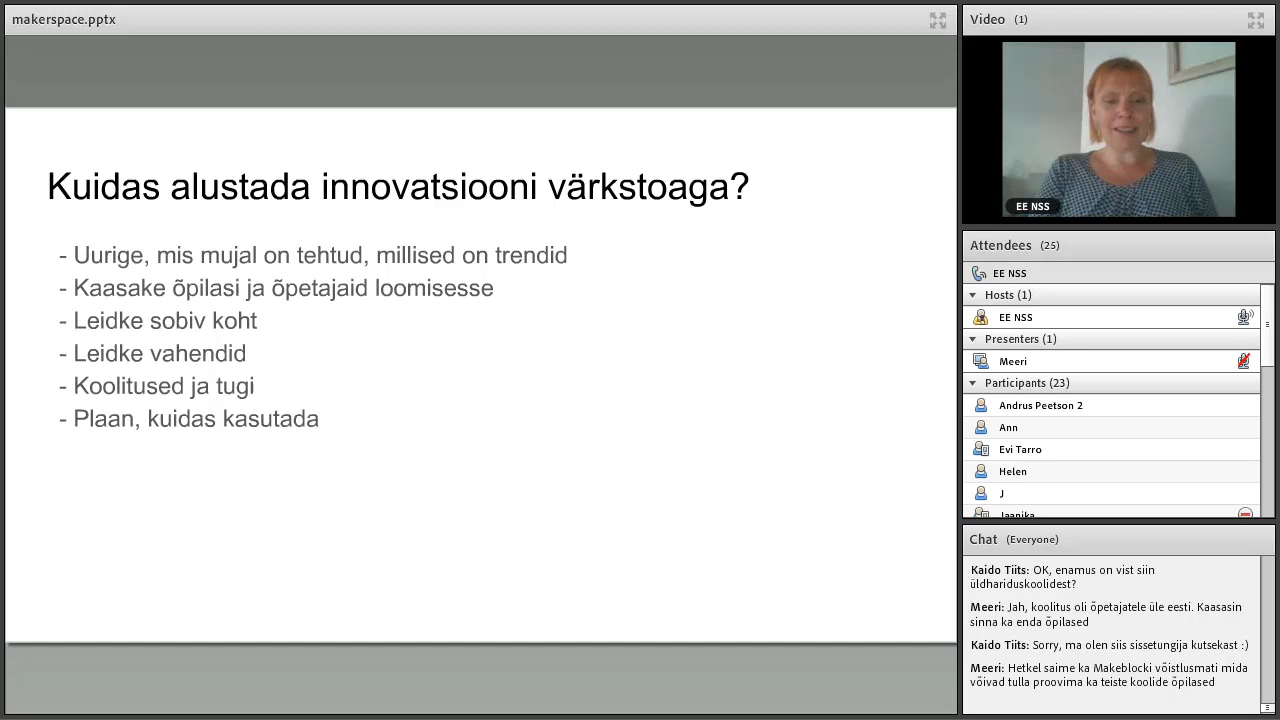 makerspace.pptx
Kuidas alustada innovatsiooni värkstoaga?
- Uurige, mis mujal on tehtud, millised on trendid
- Kaasake õpilasi ja õpetajaid loomisesse
- Leidke sobiv koht
- Leidke vahendid
- Koolitused ja tugi
- Plaan, kuidas kasutada
Video (1)
EE NSS
Attendees (25)
EE NSS
Hosts (1)
EE NSS
Presenters (1)
Meeri
Participants (23)
Andrus Peetson 2
Ann
Evi Tarro
Helen
J
Jaanika
Chat (Everyone)
Kaido Tiits: OK, enamus on vist siin
üldhariduskoolidest?
Meeri: Jah, koolitus oli õpetajatele üle eesti. Kaasasin
sinna ka enda õpilased
Kaido Tiits: Sorry, ma olen siis sissetungija kutsekast :)
Meeri: Hetkel saime ka Makeblocki võistlusmati mida
võivad tulla proovima ka teiste koolide õpilased